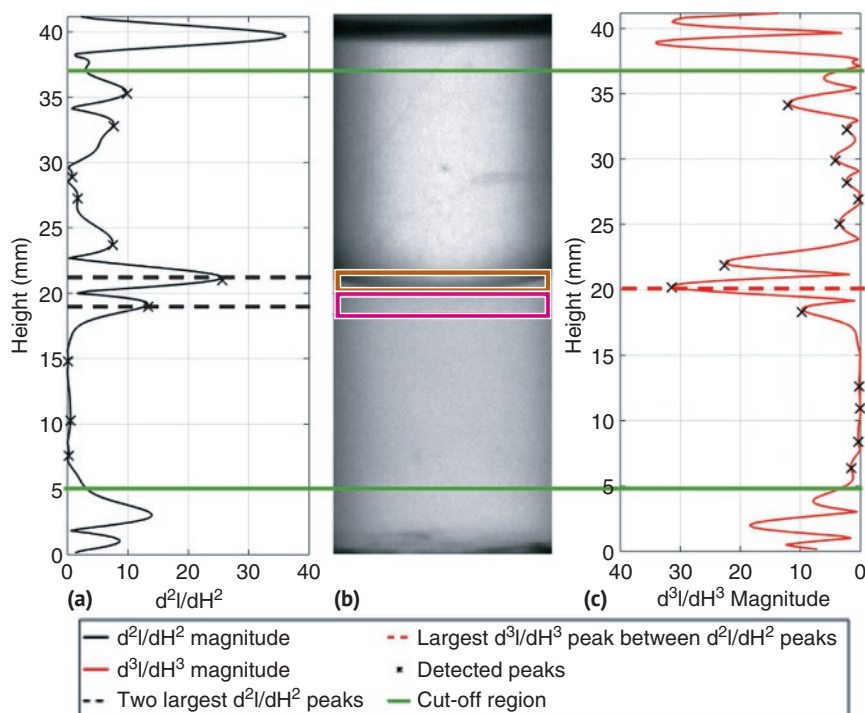 40
35
30
25
20
15
10
5
0
Height (mm)
0 10 20 30 40
(a) d²I/dH²
(b)
40
35
30
25
20
15
10
5
0
Height (mm)
40 30 20 10 0
(c) d³I/dH³ Magnitude
d²I/dH² magnitude
d³I/dH³ magnitude
Two largest d²I/dH² peaks
Largest d³I/dH³ peak between d²I/dH² peaks
Detected peaks
Cut-off region